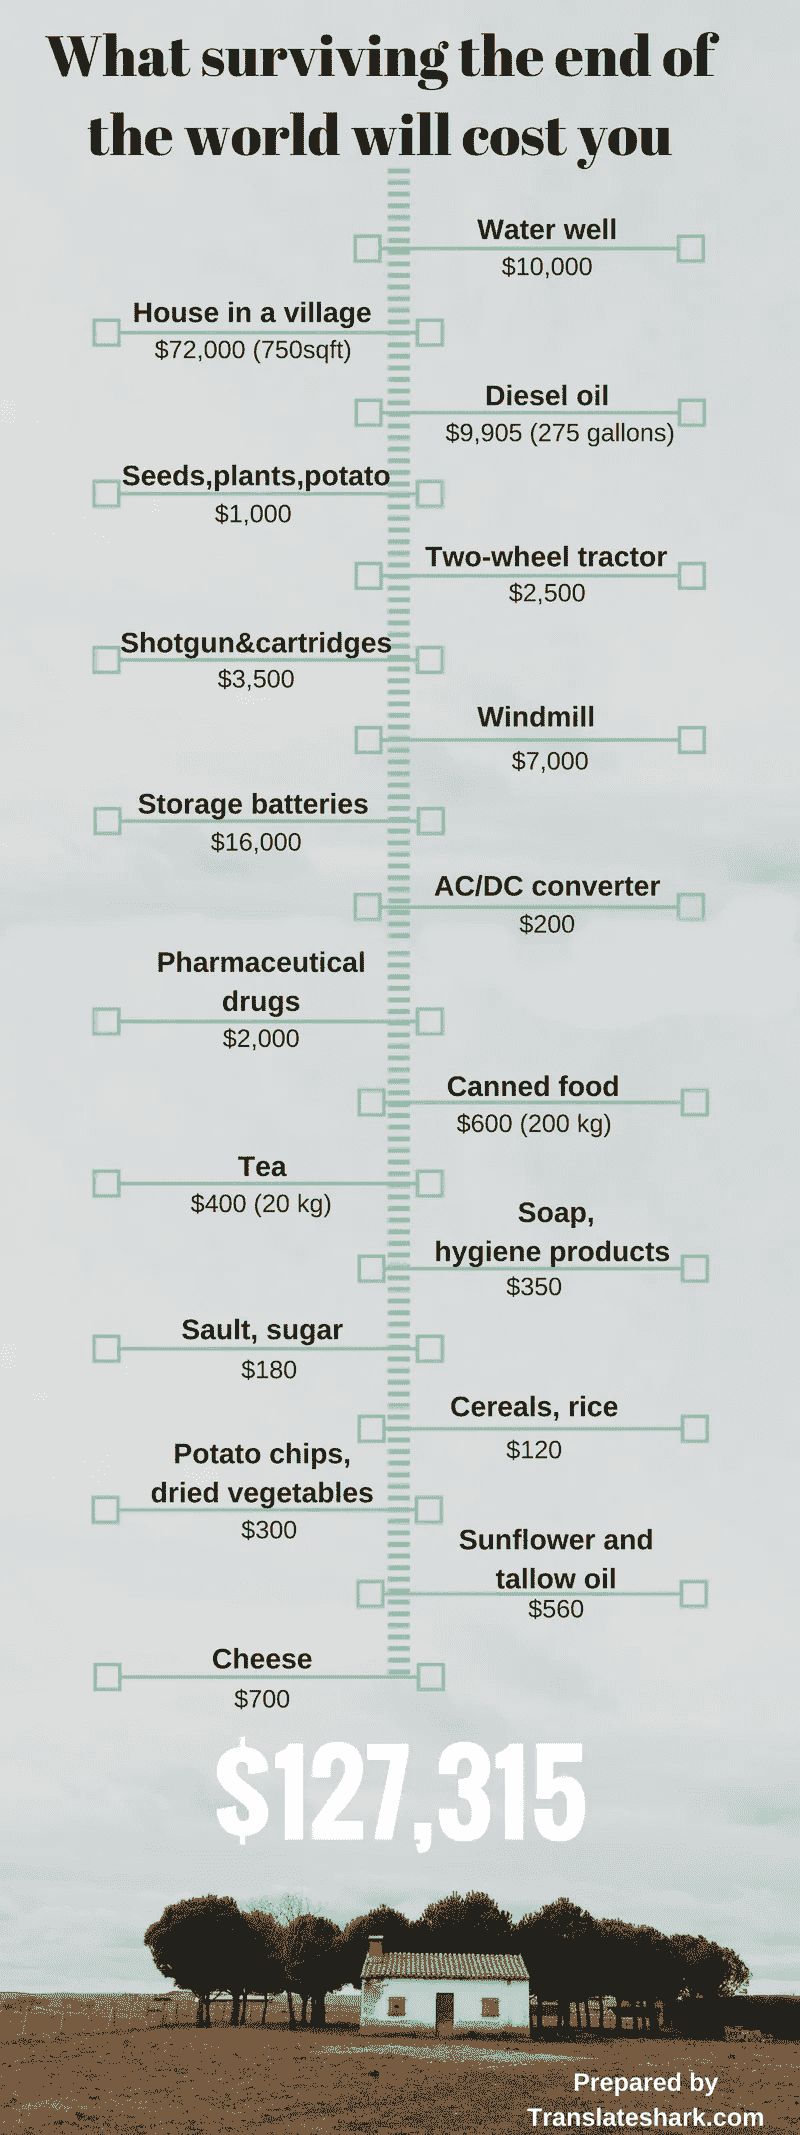 What surviving the end of
the world will cost you
Water well
$10,000
House in a village
$72,000 (750sqft)
Diesel oil
$9,905 (275 gallons)
Seeds,plants,potato
$1,000
Two-wheel tractor
$2,500
Shotgun&cartridges
$3,500
Windmill
$7,000
Storage batteries
$16,000
AC/DC converter
$200
Pharmaceutical
drugs
$2,000
Canned food
$600 (200 kg)
Tea
$400 (20 kg)
Soap,
hygiene products
$350
Sault, sugar
$180
Cereals, rice
$120
Potato chips,
dried vegetables
$300
Sunflower and
tallow oil
$560
Cheese
$700
$127,315
Prepared by
Translateshark.com